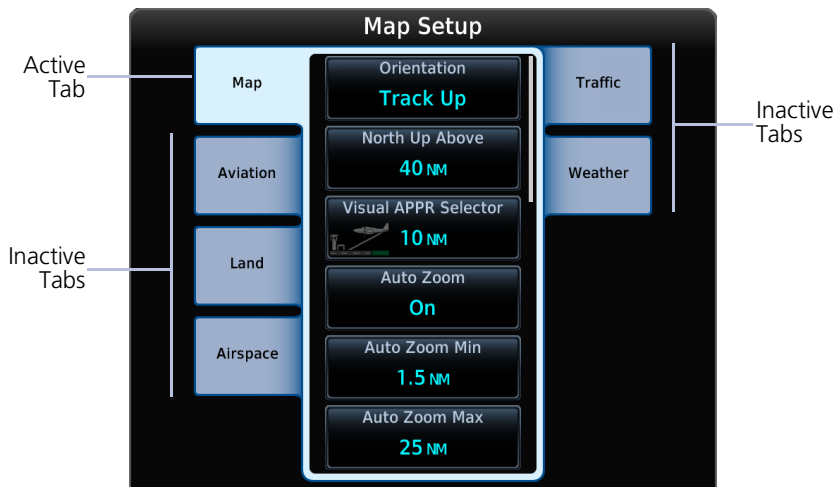 Map Setup
Active
Tab
Map
Aviation
Land
Airspace
Inactive
Tabs
Orientation
Track Up
North Up Above
40 NM
Visual APPR Selector
10 NM
Auto Zoom
On
Auto Zoom Min
1.5 NM
Auto Zoom Max
25 NM
Traffic
Weather
Inactive
Tabs